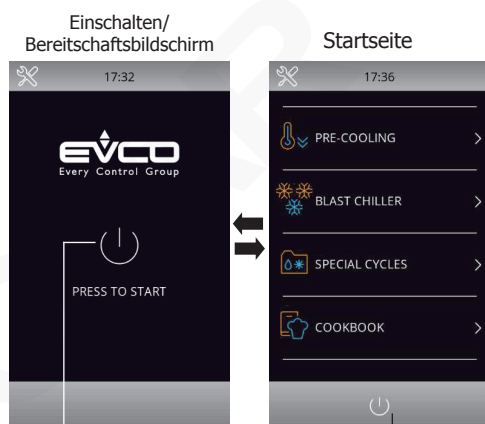 Einschalten/
Bereitschaftsbildschirm
17:32
EVCO
Every Control Group
PRESS TO START
Startseite
17:36
PRE-COOLING
BLAST CHILLER
SPECIAL CYCLES
COOKBOOK